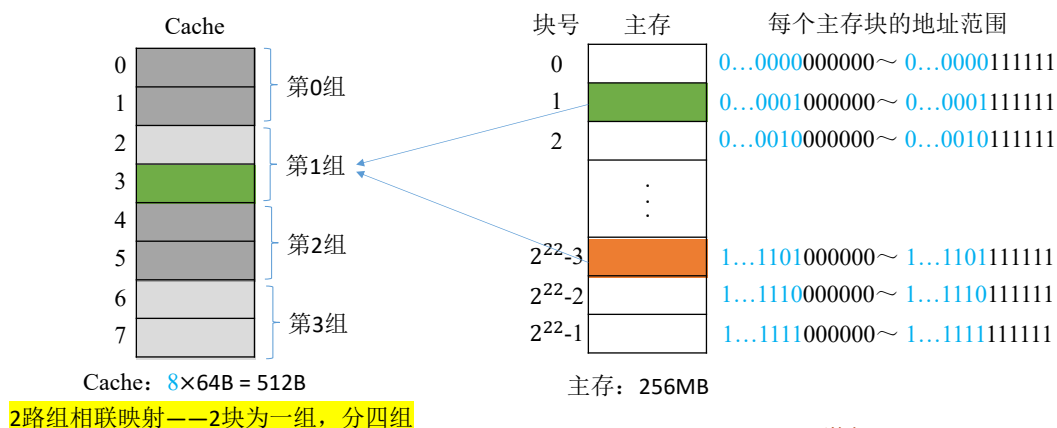 Cache
0
1
2
3
4
5
6
7
第0组
第1组
第2组
第3组
Cache：8×64B = 512B
2路组相联映射——2块为一组，分四组
块号 主存 每个主存块的地址范围
0 0…0000000000～ 0…0000111111
1 0…0001000000～ 0…0001111111
2 0…0010000000～ 0…0010111111
2²²-3 1…1101000000～ 1…1101111111
2²²-2 1…1110000000～ 1…1110111111
2²²-1 1…1111000000～ 1…1111111111
主存：256MB